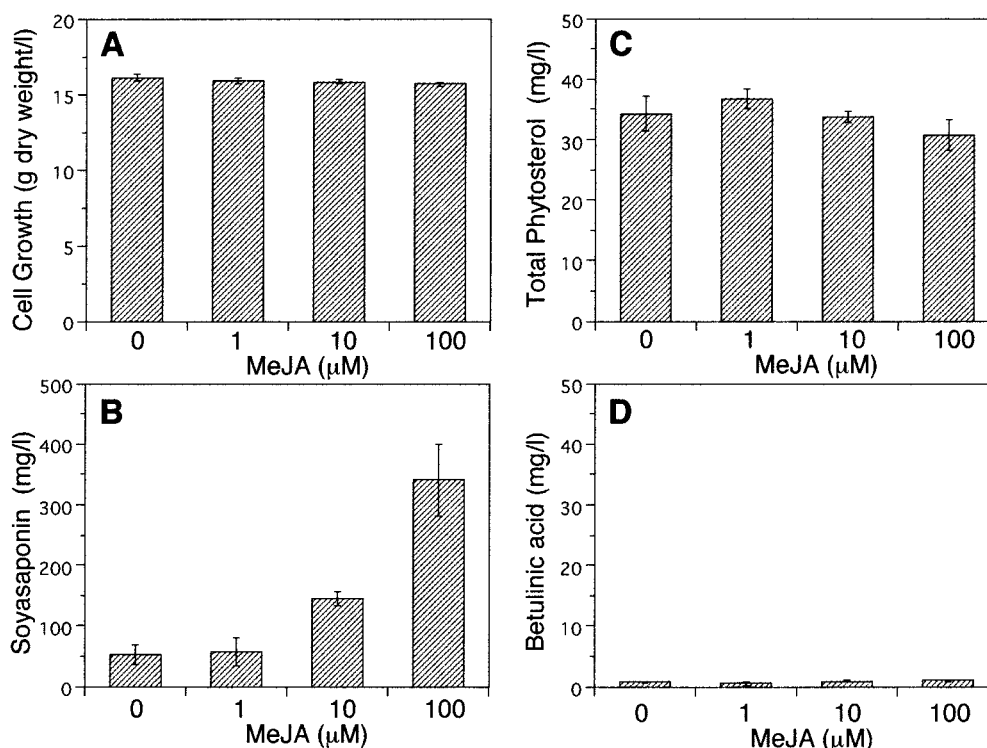 A
Cell Growth (g dry weight/l)
20
15
10
5
0
0 1 10 100
MeJA (μM)
C
Total Phytosterol (mg/l)
50
40
30
20
10
0
0 1 10 100
MeJA (μM)
B
Soyasaponin (mg/l)
500
400
300
200
100
0
0 1 10 100
MeJA (μM)
D
Betulinic acid (mg/l)
50
40
30
20
10
0
0 1 10 100
MeJA (μM)